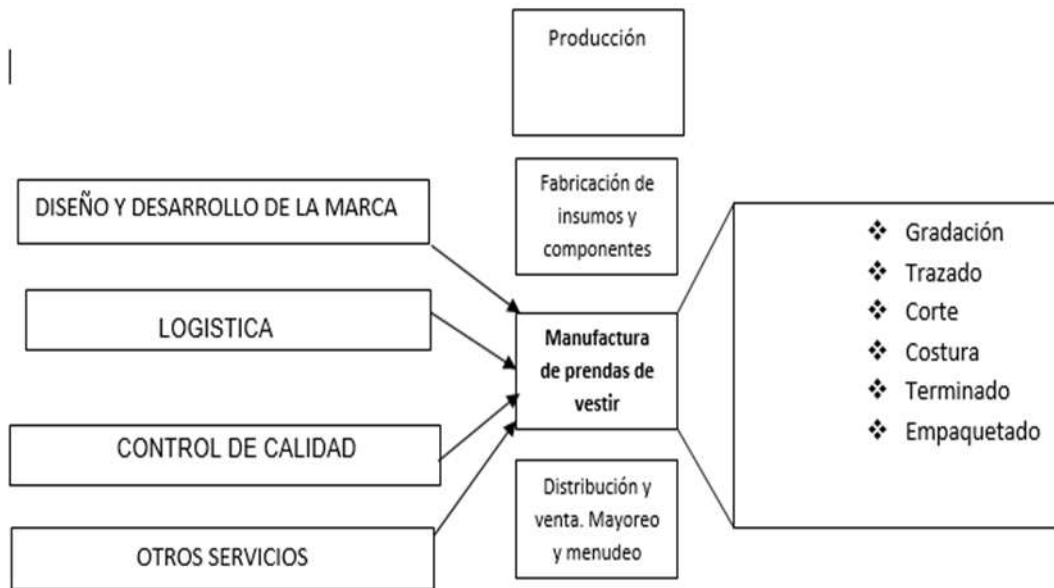 Producción
Fabricación de
insumos y
componentes
DISEÑO Y DESARROLLO DE LA MARCA
LOGISTICA
CONTROL DE CALIDAD
OTROS SERVICIOS
Manufactura
de prendas de
vestir
Distribución y
venta. Mayoreo
y menudeo
Gradación
Trazado
Corte
Costura
Terminado
Empaquetado